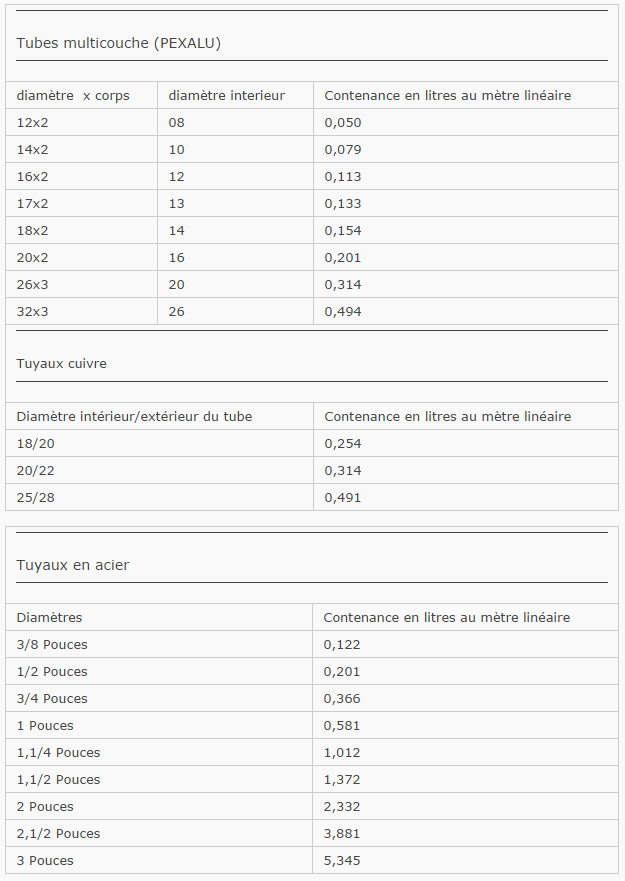 Tubes multicouche (PEXALU)
diamètre  x corps diamètre interieur Contenance en litres au mètre linéaire
12x2 08 0,050
14x2 10 0,079
16x2 12 0,113
17x2 13 0,133
18x2 14 0,154
20x2 16 0,201
26x3 20 0,314
32x3 26 0,494
Tuyaux cuivre
Diamètre intérieur/extérieur du tube Contenance en litres au mètre linéaire
18/20 0,254
20/22 0,314
25/28 0,491
Tuyaux en acier
Diamètres Contenance en litres au mètre linéaire
3/8 Pouces 0,122
1/2 Pouces 0,201
3/4 Pouces 0,366
1 Pouces 0,581
1,1/4 Pouces 1,012
1,1/2 Pouces 1,372
2 Pouces 2,332
2,1/2 Pouces 3,881
3 Pouces 5,345